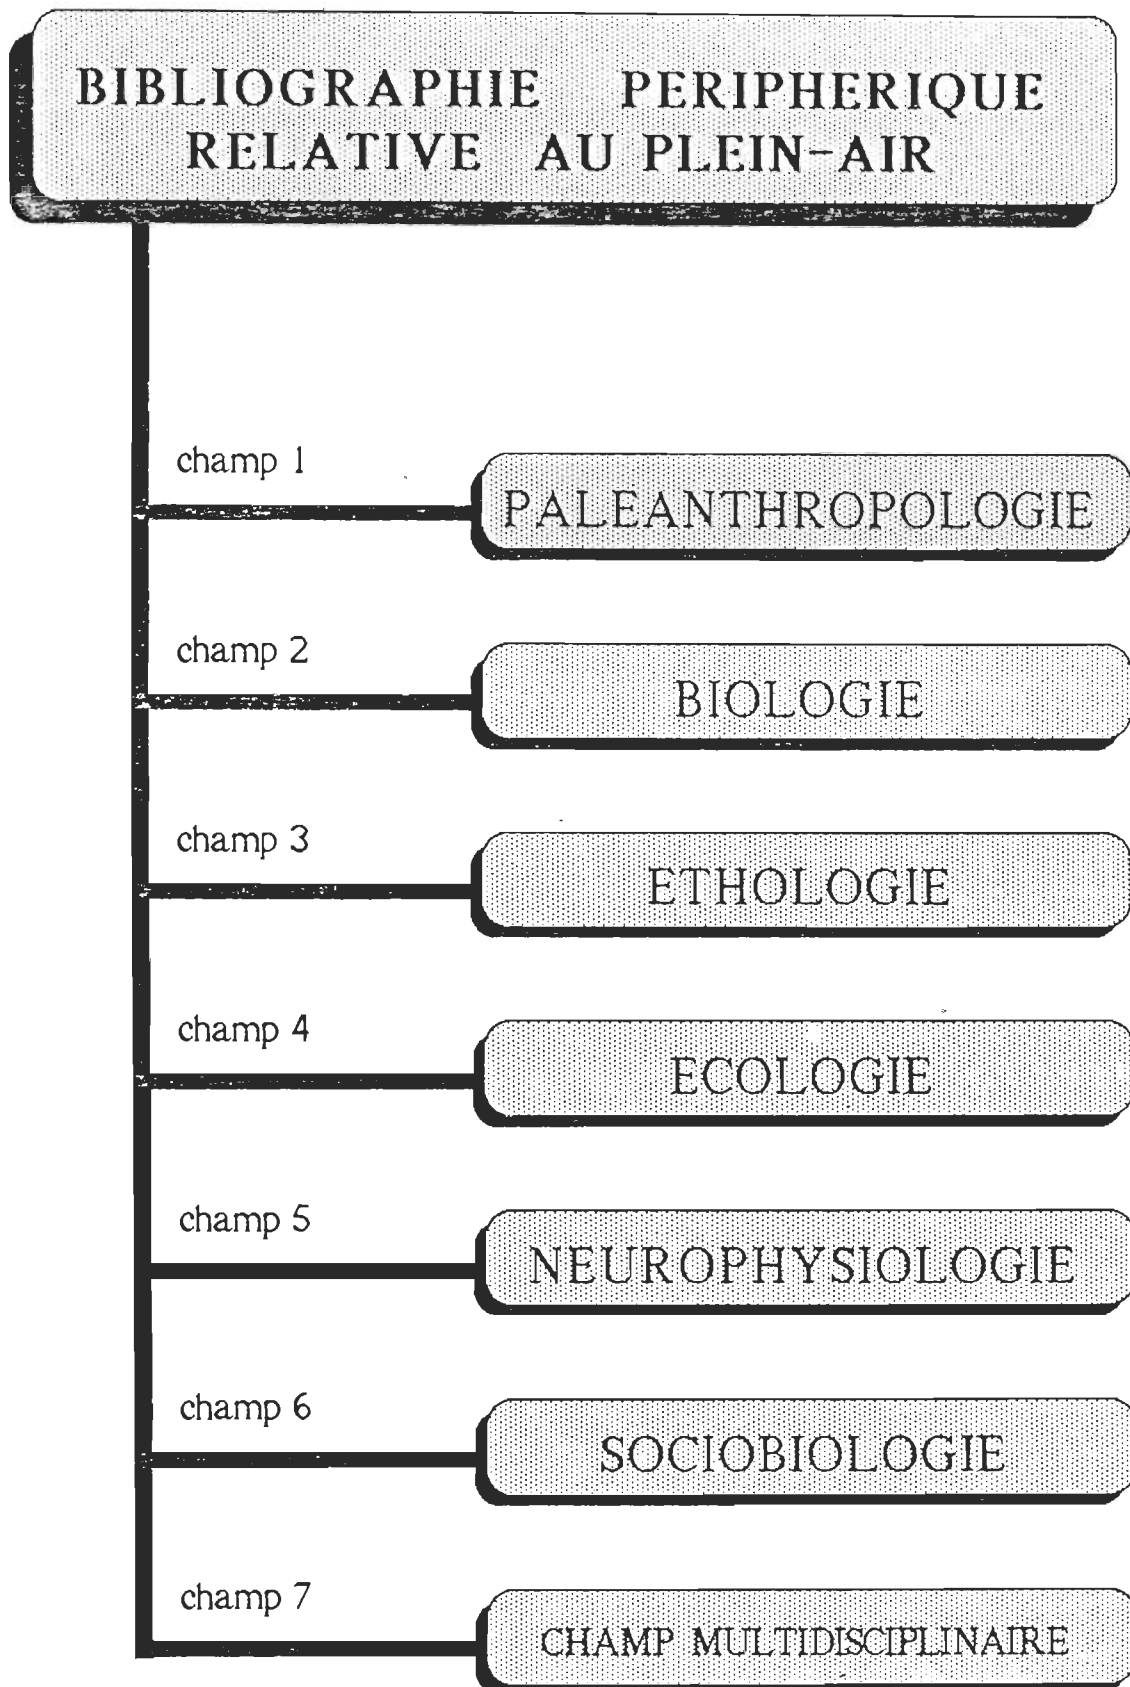 BIBLIOGRAPHIE PERIPHERIQUE
RELATIVE AU PLEIN-AIR
champ 1
PALEANTHROPOLOGIE
champ 2
BIOLOGIE
champ 3
ETHOLOGIE
champ 4
ECOLOGIE
champ 5
NEUROPHYSIOLOGIE
champ 6
SOCIOBIOLOGIE
champ 7
CHAMP MULTIDISCIPLINAIRE